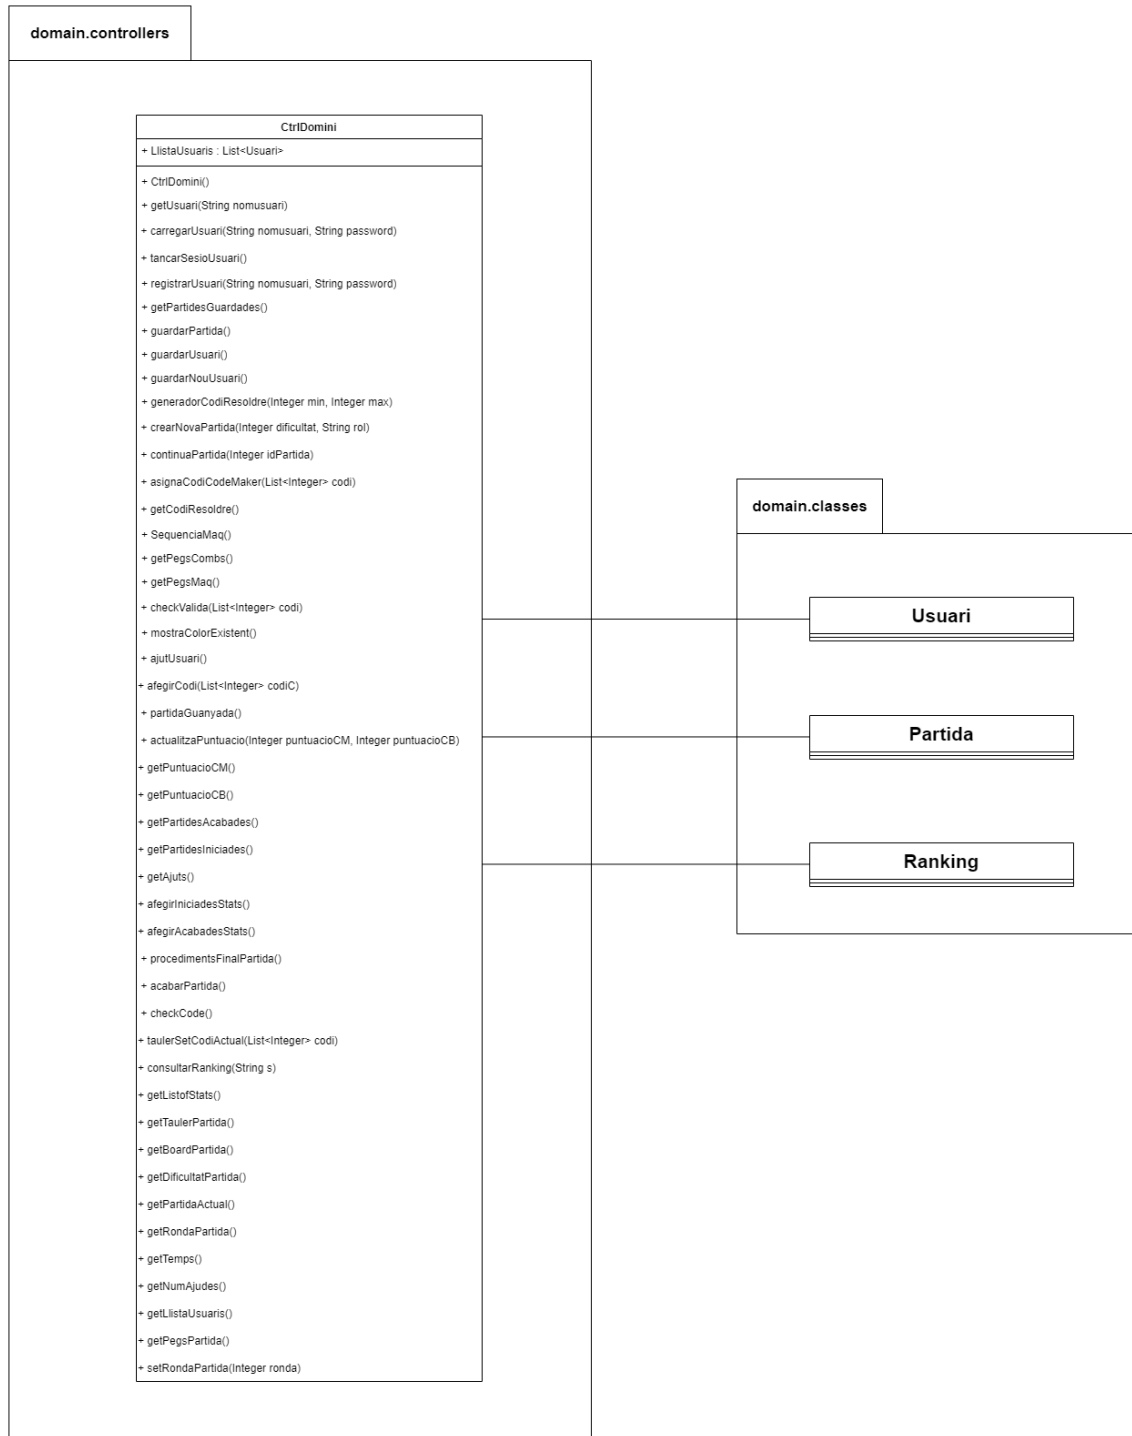 domain.controllers
CtrlDomini
+ LlistaUsuaris : List<Usuari>
+ CtrlDomini()
+ getUsuari(String nomusuari)
+ carregarUsuari(String nomusuari, String password)
+ tancarSesioUsuari()
+ registrarUsuari(String nomusuari, String password)
+ getPartidesGuardades()
+ guardarPartida()
+ guardarUsuari()
+ guardarNouUsuari()
+ generadorCodiResoldre(Integer min, Integer max)
+ crearNovaPartida(Integer dificultat, String rol)
+ continuaPartida(Integer idPartida)
+ asignaCodiCodeMaker(List<Integer> codi)
+ getCodiResoldre()
+ SequenciaMaq()
+ getPegsCombs()
+ getPegsMaq()
+ checkValida(List<Integer> codi)
+ mostraColorExistent()
+ ajutUsuari()
+ afegirCodi(List<Integer> codiC)
+ partidaGuanyada()
+ actualitzaPuntuacio(Integer puntuacioCM, Integer puntuacioCB)
+ getPuntuacioCM()
+ getPuntuacioCB()
+ getPartidesAcabades()
+ getPartidesIniciades()
+ getAjuts()
+ afegirIniciadesStats()
+ afegirAcabadesStats()
+ procedimentsFinalPartida()
+ acabarPartida()
+ checkCode()
+ taulerSetCodiActual(List<Integer> codi)
+ consultarRanking(String s)
+ getListofStats()
+ getTaulerPartida()
+ getBoardPartida()
+ getDificultatPartida()
+ getPartidaActual()
+ getRondaPartida()
+ getTemps()
+ getNumAjudes()
+ getLlistaUsuaris()
+ getPegsPartida()
+ setRondaPartida(Integer ronda)
domain.classes
Usuari
Partida
Ranking